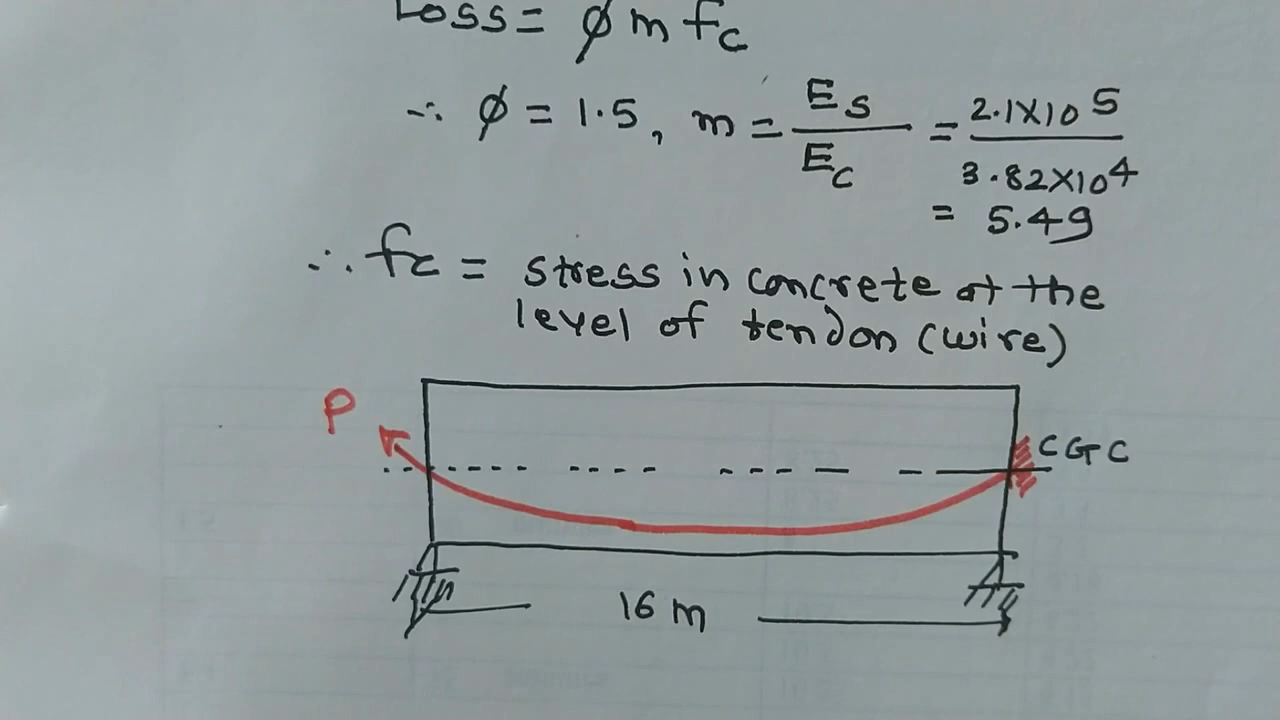 Loss = ø m fc
∴ ø = 1.5, m = Es / Ec = 2.1×10^5 / 3.82×10^4
= 5.49
∴ fc = stress in concrete at the
level of tendon (wire)
P
CGC
16 m